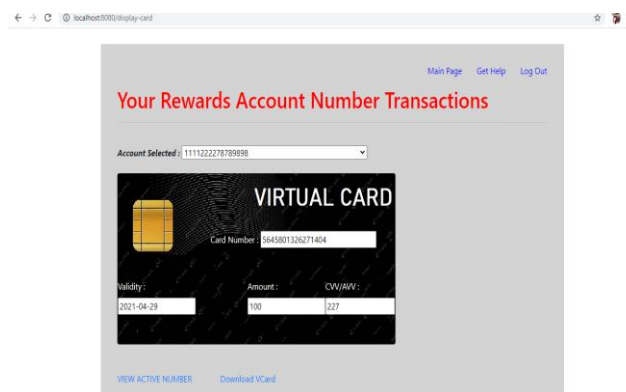 localhost:8080/display-card
Main Page Get Help Log Out
Your Rewards Account Number Transactions
Account Selected : 1111222278789898
VIRTUAL CARD
Card Number : 5645801326271404
Validity : Amount : CVV/AVV :
2021-04-29 100 227
VIEW ACTIVE NUMBER Download VCard